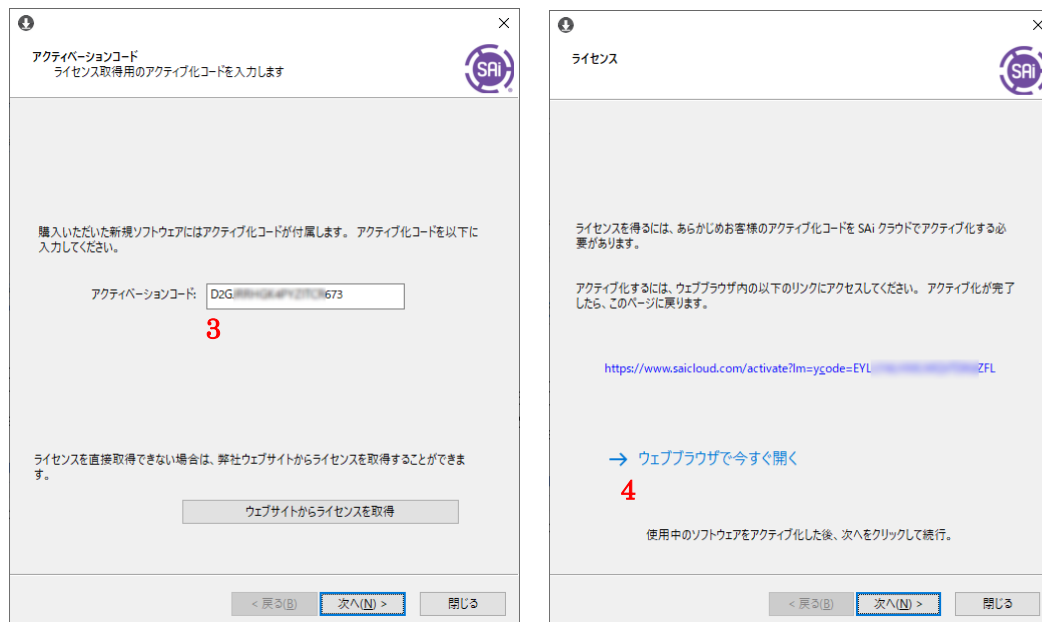 アクティベーションコード
ライセンス取得用のアクティブ化コードを入力します
SAi
購入いただいた新規ソフトウェアにはアクティブ化コードが付属します。 アクティブ化コードを以下に
入力してください。
アクティベーションコード: D2G 673
3
ライセンスを直接取得できない場合は、弊社ウェブサイトからライセンスを取得することができま
す。
ウェブサイトからライセンスを取得
< 戻る(B) 次へ(N) > 閉じる
ライセンス
SAi
ライセンスを得るには、あらかじめお客様のアクティブ化コードを SAi クラウドでアクティブ化する必
要があります。
アクティブ化するには、ウェブブラウザ内の以下のリンクにアクセスしてください。 アクティブ化が完了
したら、このページに戻ります。
https://www.saicloud.com/activate?lm=ycode=EYL ZFL
→ ウェブブラウザで今すぐ開く
4
使用中のソフトウェアをアクティブ化した後、次へをクリックして続行。
< 戻る(B) 次へ(N) > 閉じる